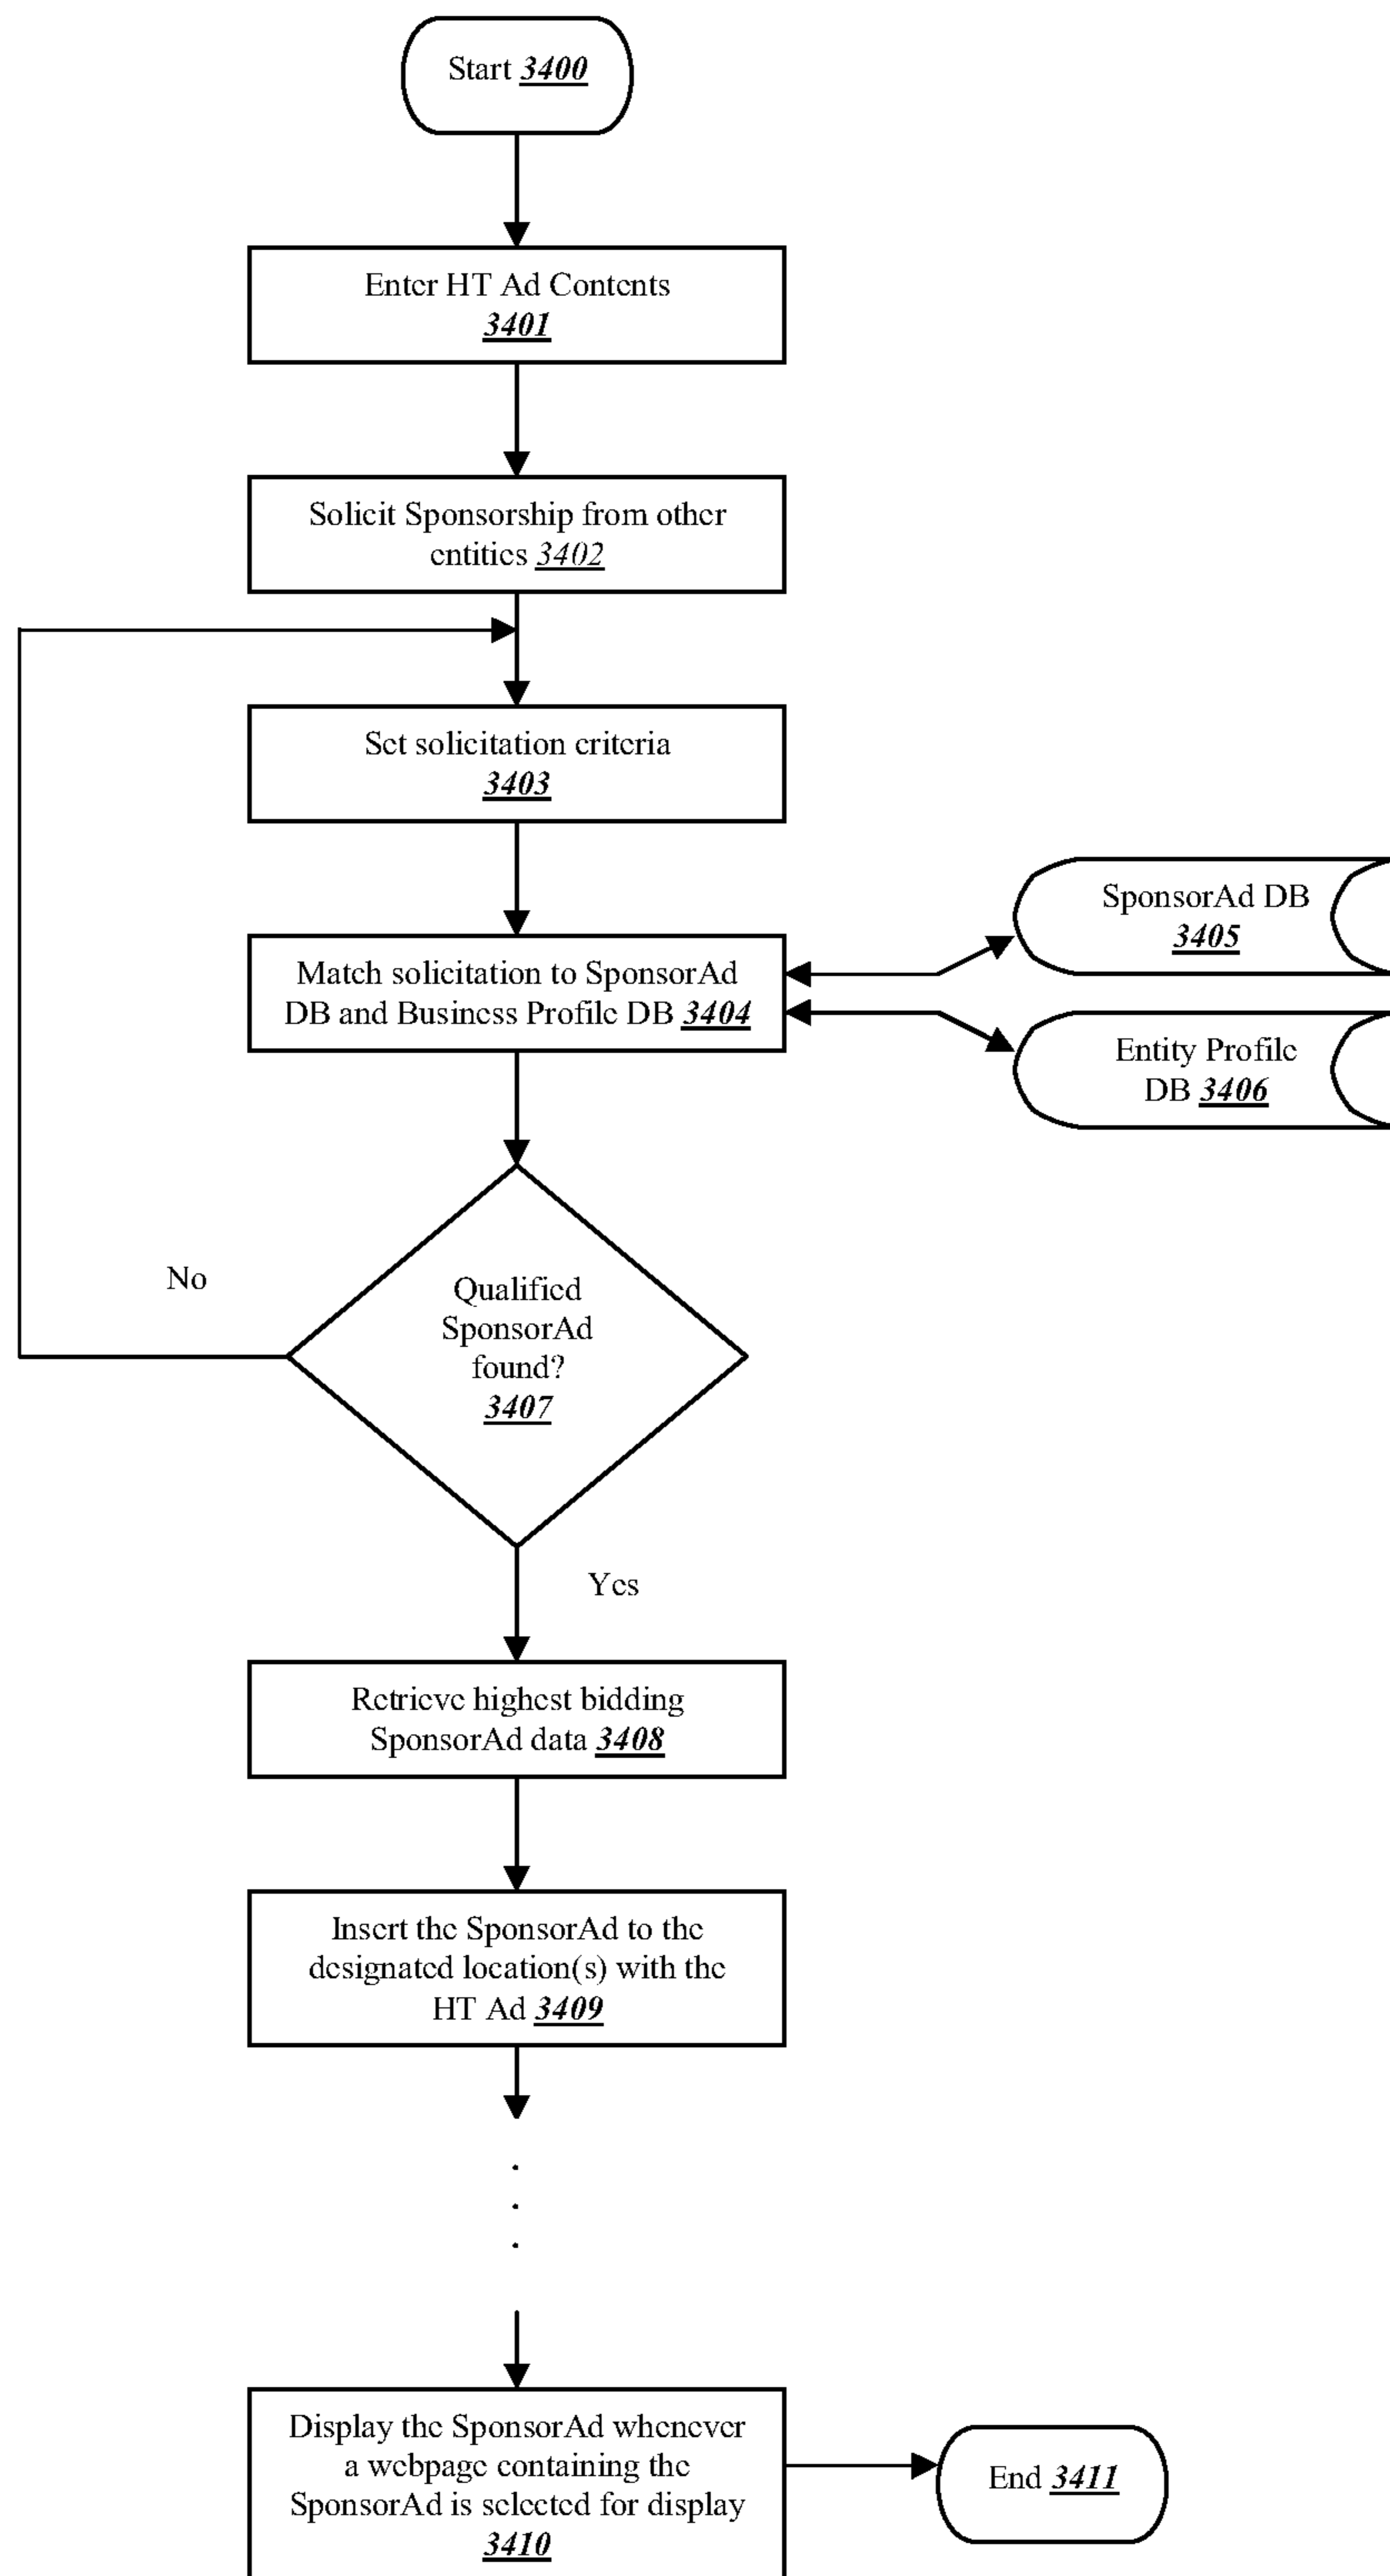 Start 3400
Enter HT Ad Contents
3401
Solicit Sponsorship from other
entities 3402
Set solicitation criteria
3403
Match solicitation to SponsorAd
DB and Business Profile DB 3404
SponsorAd DB
3405
Entity Profile
DB 3406
No
Qualified
SponsorAd
found?
3407
Yes
Retrieve highest bidding
SponsorAd data 3408
Insert the SponsorAd to the
designated location(s) with the
HT Ad 3409
.
.
.
Display the SponsorAd whenever
a webpage containing the
SponsorAd is selected for display
3410
End 3411